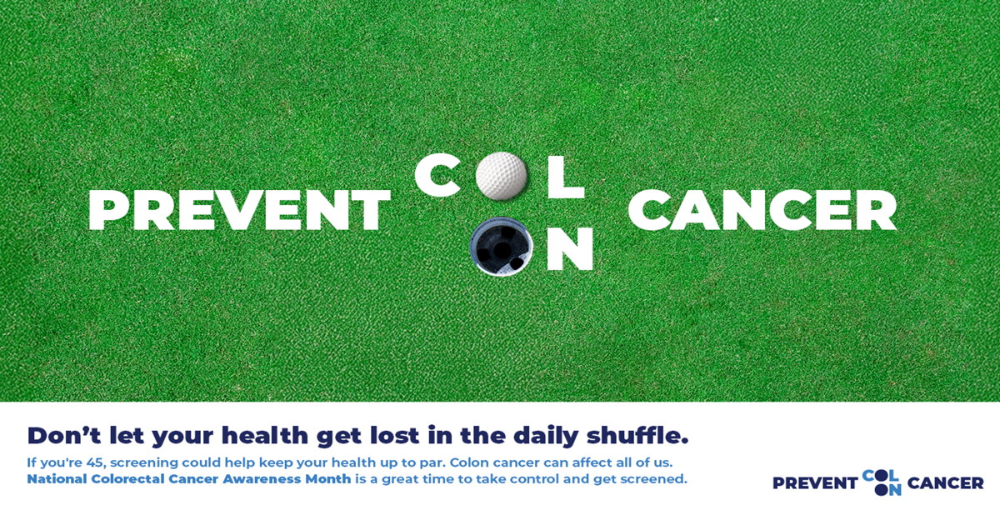 PREVENT COLON CANCER
Don't let your health get lost in the daily shuffle.
If you're 45, screening could help keep your health up to par. Colon cancer can affect all of us.
National Colorectal Cancer Awareness Month is a great time to take control and get screened.
PREVENT COLON CANCER